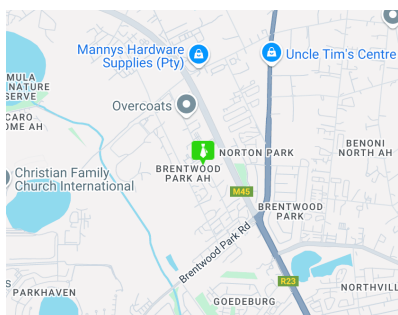 Mannys Hardware
Supplies (Pty)
Uncle Tim's Centre
MULA
NATURE
SERVE
Overcoats
CARO
OME AH
NORTON PARK
BENONI
NORTH AH
BRENTWOOD
PARK AH
Christian Family
Church International
M45
BRENTWOOD
PARK
Brentwood Park Rd
S
PARKHAVEN
R23
NORTHVILL
GOEDEBURG